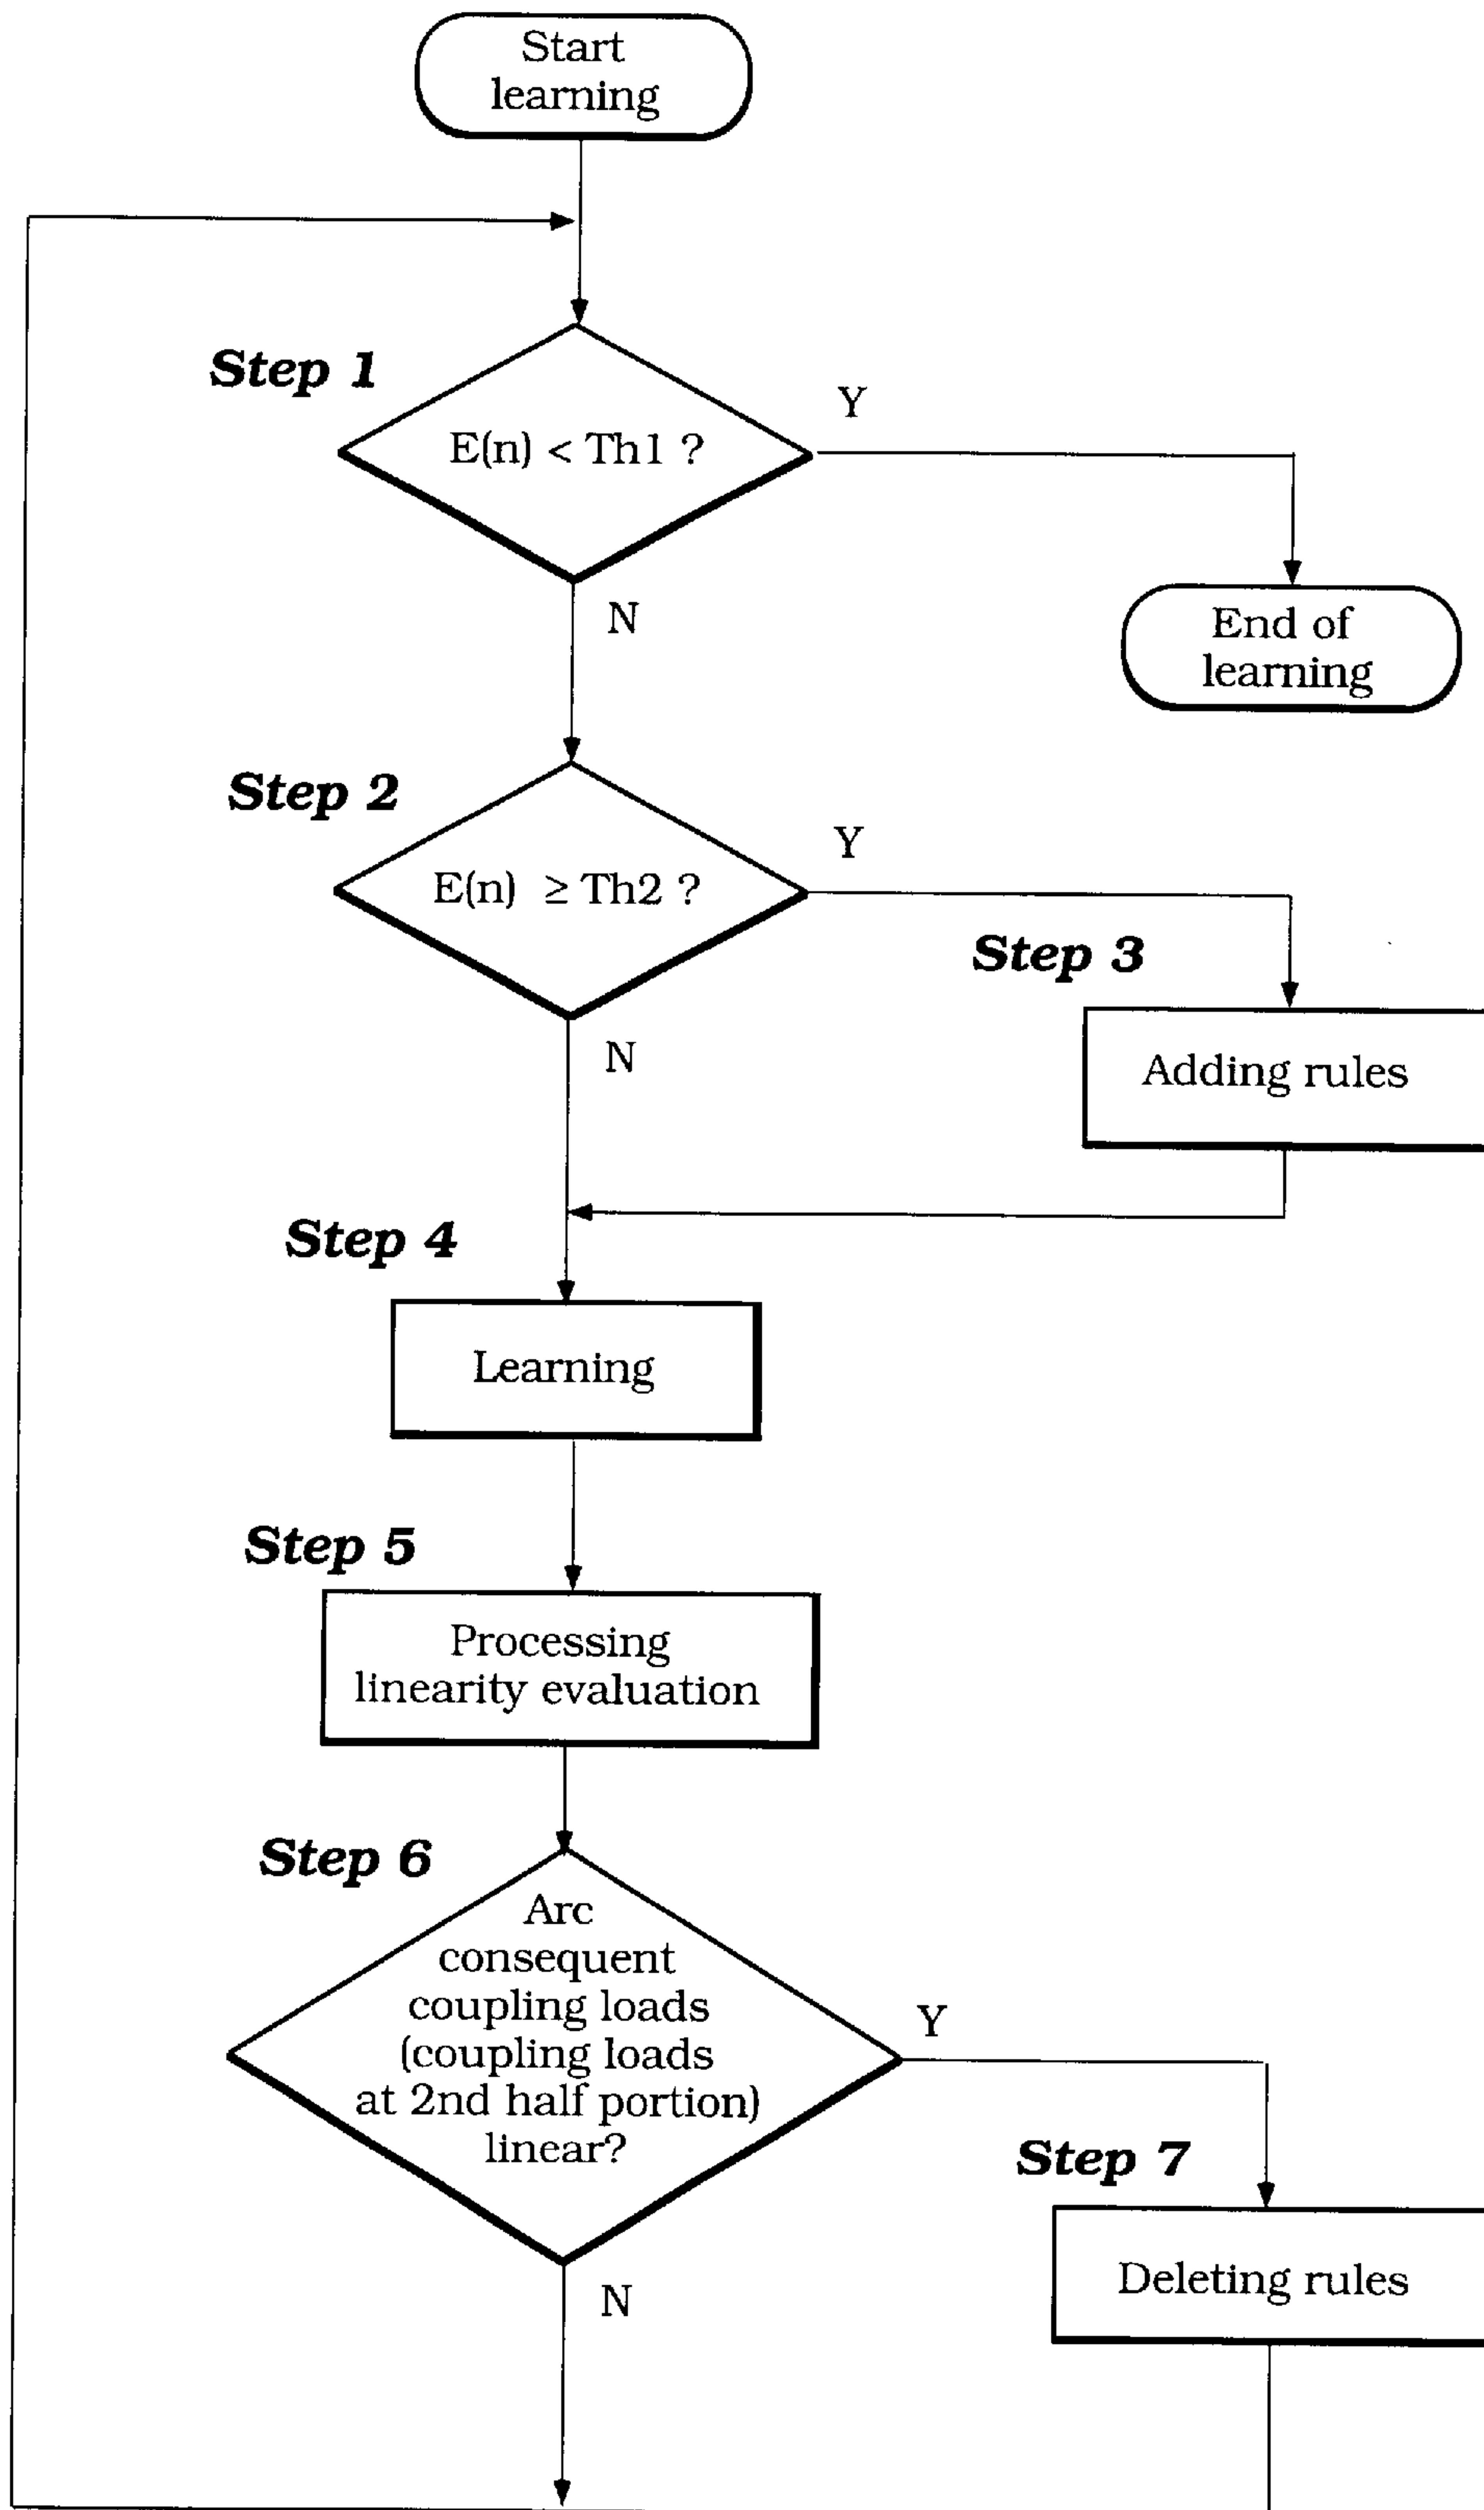 Start
learning
Step 1
E(n) < Th1 ?
Y
N
End of
learning
Step 2
E(n) ≥ Th2 ?
Y
N
Step 3
Adding rules
Step 4
Learning
Step 5
Processing
linearity evaluation
Step 6
Arc
consequent
coupling loads
(coupling loads
at 2nd half portion)
linear?
Y
N
Step 7
Deleting rules